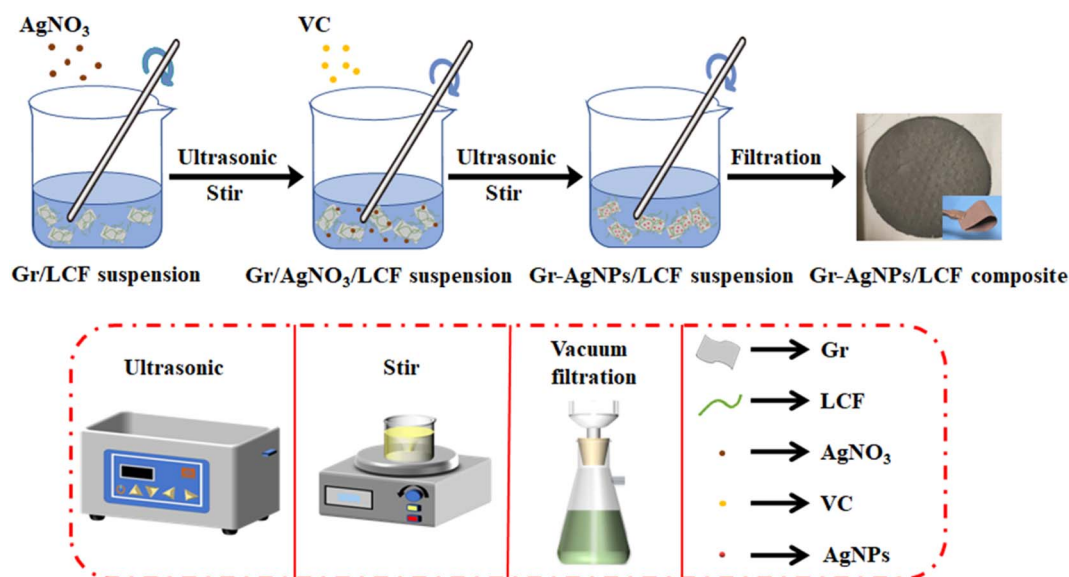 AgNO₃
VC
Ultrasonic
Stir
Ultrasonic
Stir
Filtration
Gr/LCF suspension
Gr/AgNO₃/LCF suspension
Gr-AgNPs/LCF suspension
Gr-AgNPs/LCF composite
Ultrasonic
Stir
Vacuum
filtration
Gr
LCF
AgNO₃
VC
AgNPs